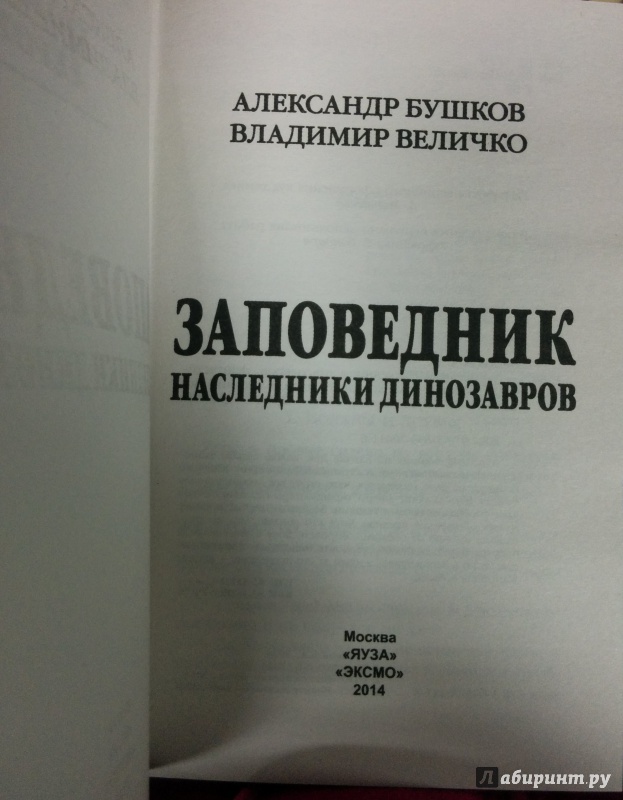 АЛЕКСАНДР БУШКОВ
ВЛАДИМИР ВЕЛИЧКО
ЗАПОВЕДНИК
НАСЛЕДНИКИ ДИНОЗАВРОВ
Москва
«ЯУЗА»
«ЭКСМО»
2014
Лабиринт.ру